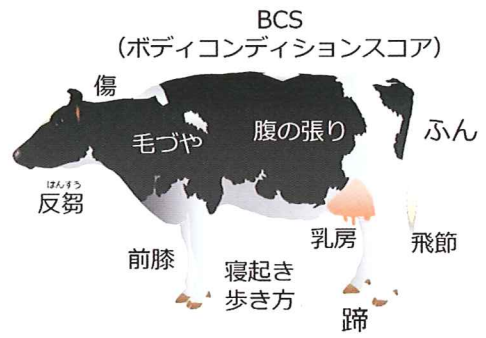 BCS
(ボディコンディションスコア)
傷
毛づや
腹の張り
ふん
はんすう
反芻
乳房
飛節
前膝
寝起き
歩き方
蹄